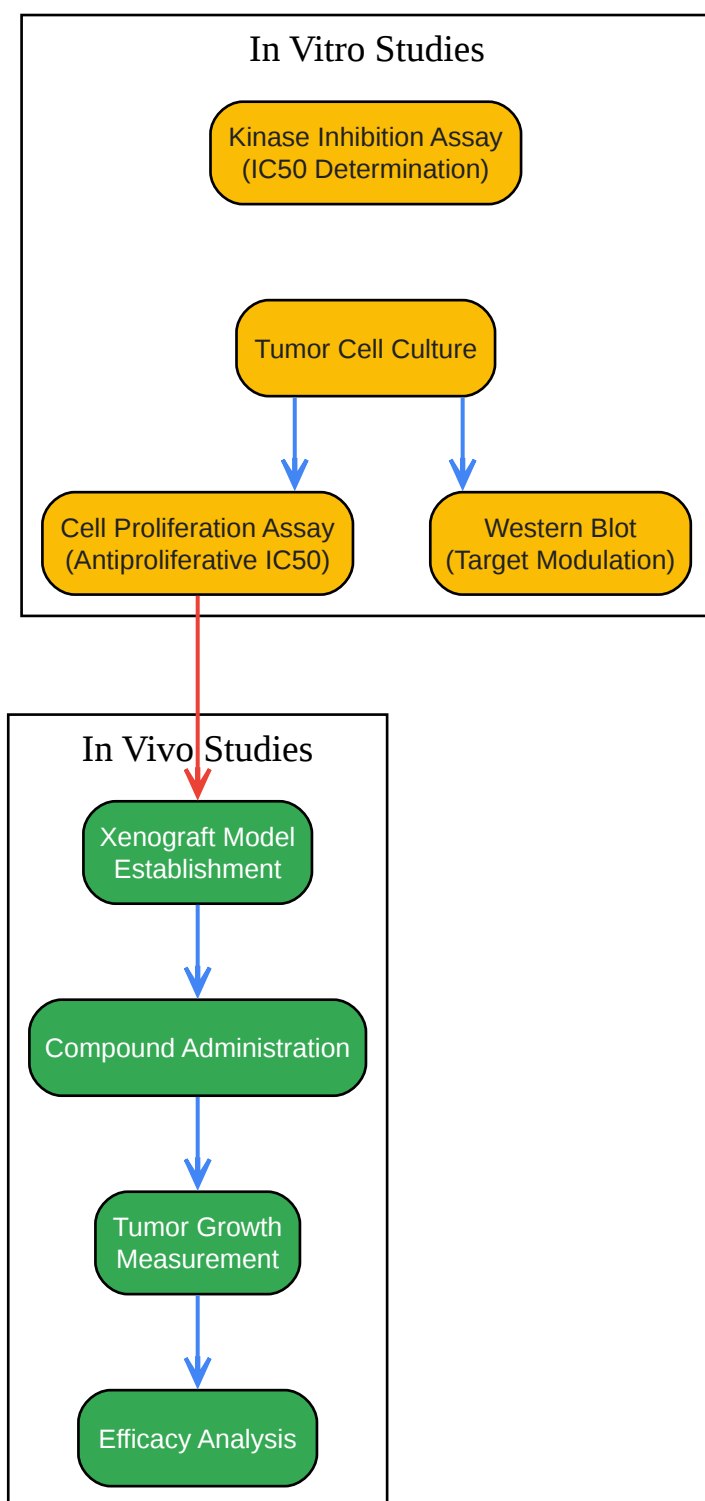 In Vitro Studies
Kinase Inhibition Assay
(IC50 Determination)
Tumor Cell Culture
Cell Proliferation Assay
(Antiproliferative IC50)
Western Blot
(Target Modulation)
In Vivo Studies
Xenograft Model
Establishment
Compound Administration
Tumor Growth
Measurement
Efficacy Analysis